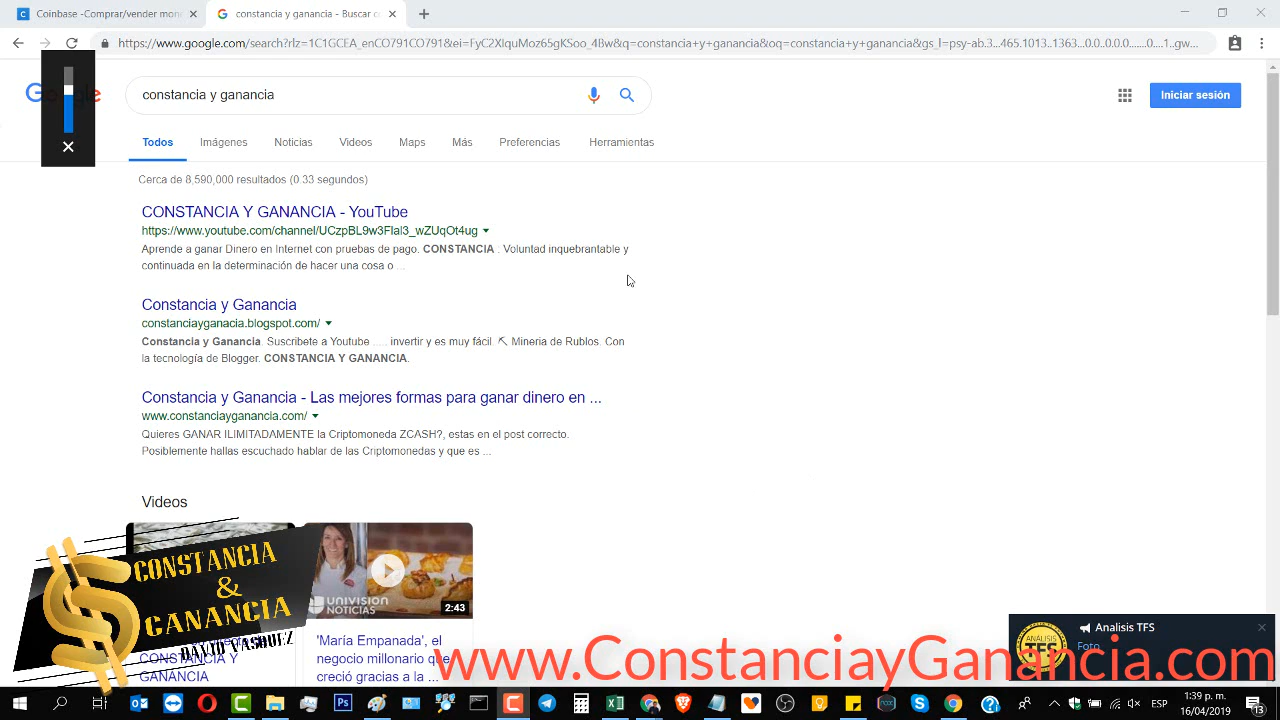 Coinbase -Comprar/vender mon
constancia y ganancia - Buscar c
https://www.google.com/search?rlz=1C1GCEA_enCO791CO791&ei=Fzi2XIquMoz65gKSoo_4Bw&q=constancia+y+ganancia&oq=constancia+y+ganancia&gs_l=psy-ab.3...465.1013..1363...0.0..0.0.0.......0....1..gw...
constancia y ganancia
Iniciar sesión
Todos Imágenes Noticias Videos Maps Más Preferencias Herramientas
Cerca de 8,590,000 resultados (0.33 segundos)
CONSTANCIA Y GANANCIA - YouTube
https://www.youtube.com/channel/UCzpBL9w3FIal3_wZUqOt4ug
Aprende a ganar Dinero en Internet con pruebas de pago. CONSTANCIA . Voluntad inquebrantable y
continuada en la determinación de hacer una cosa o ...
Constancia y Ganancia
constanciayganacia.blogspot.com/
Constancia y Ganancia. Suscribete a Youtube ..... invertir y es muy fácil. ⛏ Mineria de Rublos. Con
la tecnología de Blogger. CONSTANCIA Y GANANCIA.
Constancia y Ganancia - Las mejores formas para ganar dinero en ...
www.constanciayganancia.com/
Quieres GANAR ILIMITADAMENTE la Criptomoneda ZCASH?, estas en el post correcto.
Posiblemente hallas escuchado hablar de las Criptomonedas y que es ...
Videos
UNIVISION
NOTICIAS
2:43
CONSTANCIA
&
GANANCIA
DAVID VASQUEZ
CONSTANCIA Y
GANANCIA
'María Empanada', el
negocio millonario que
creció gracias a la ...
Analisis TFS
Foto
ANALISIS
TFS
www.ConstanciayGanancia.com
ESP
1:39 p. m.
16/04/2019